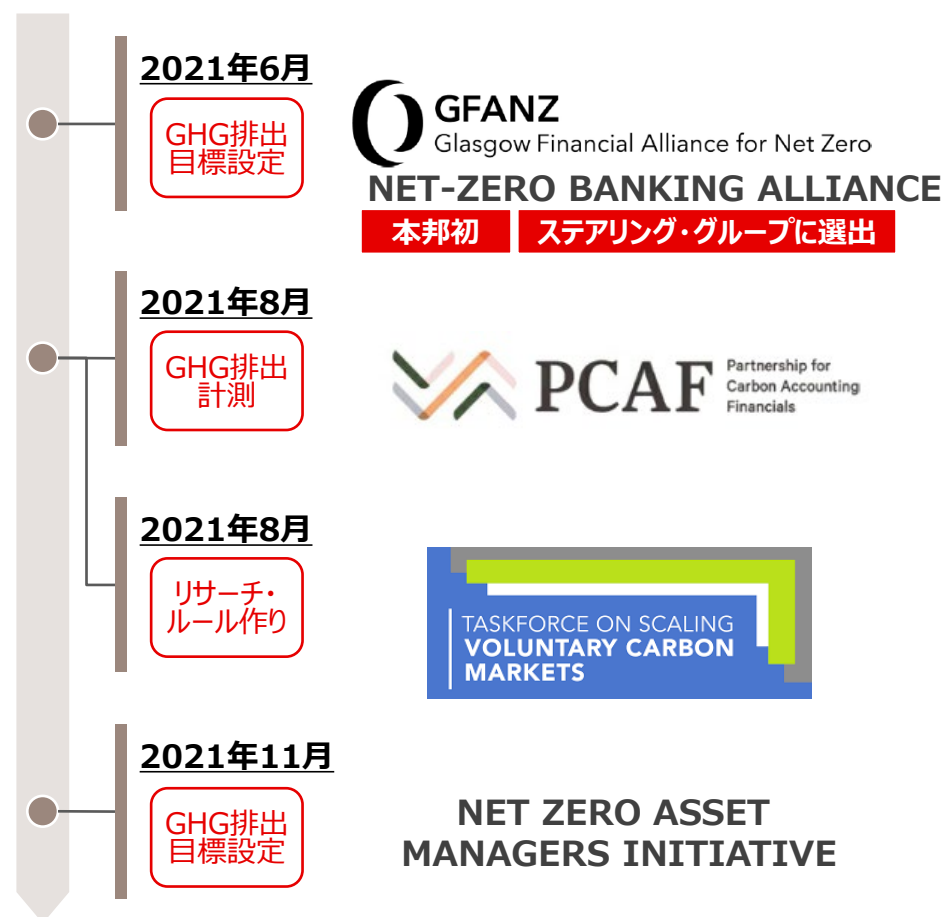 2021年6月
GHG排出
目標設定
GFANZ
Glasgow Financial Alliance for Net Zero
NET-ZERO BANKING ALLIANCE
本邦初
ステアリング・グループに選出
2021年8月
GHG排出
計測
PCAF
Partnership for
Carbon Accounting
Financials
2021年8月
リサーチ・
ルール作り
TASKFORCE ON SCALING
VOLUNTARY CARBON
MARKETS
2021年11月
GHG排出
目標設定
NET ZERO ASSET
MANAGERS INITIATIVE